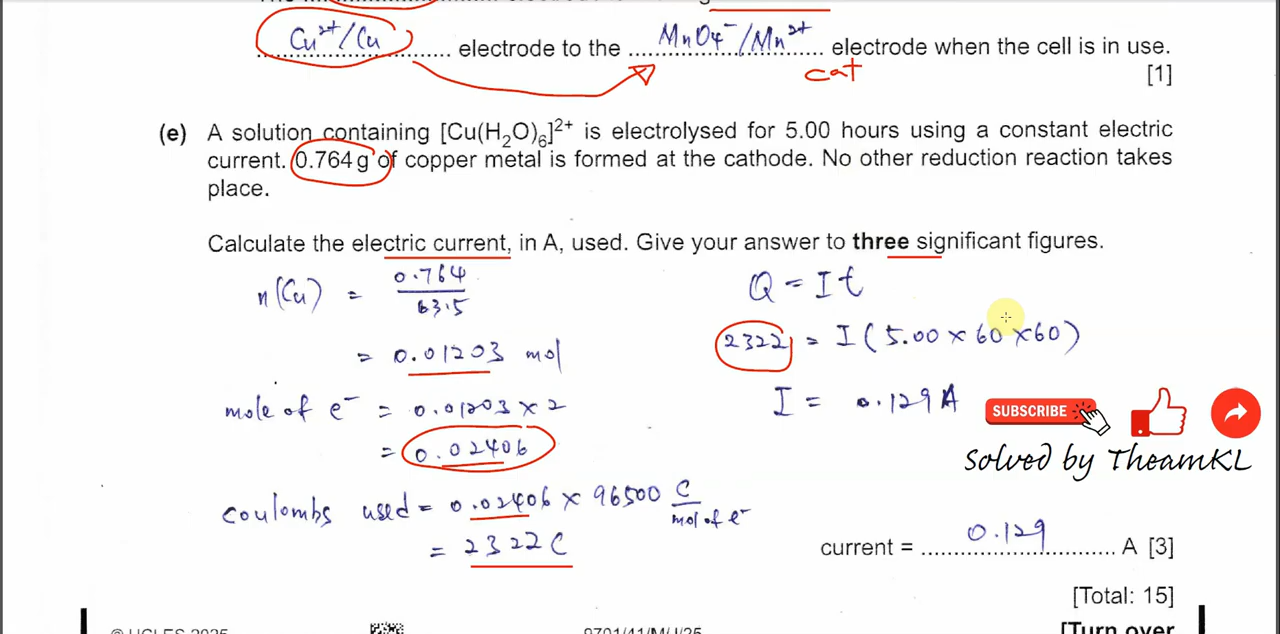 Cu²⁺/Cu electrode to the MnO₄⁻/Mn²⁺ electrode when the cell is in use.
cat [1]
(e) A solution containing [Cu(H₂O)₆]²⁺ is electrolysed for 5.00 hours using a constant electric
current. 0.764 g of copper metal is formed at the cathode. No other reduction reaction takes
place.
Calculate the electric current, in A, used. Give your answer to three significant figures.
n(Cu) = 0.764 / 63.5
= 0.01203 mol
mole of e⁻ = 0.01203 × 2
= 0.02406
coulombs used = 0.02406 × 96500 C / mol of e⁻
= 2322 C
Q = It
2322 = I (5.00 × 60 × 60)
I = 0.129 A
SUBSCRIBE
Solved by TheamKL
current = 0.129 A [3]
[Total: 15]
© UCLES 2025
9701/41/M/J/25
[Turn over